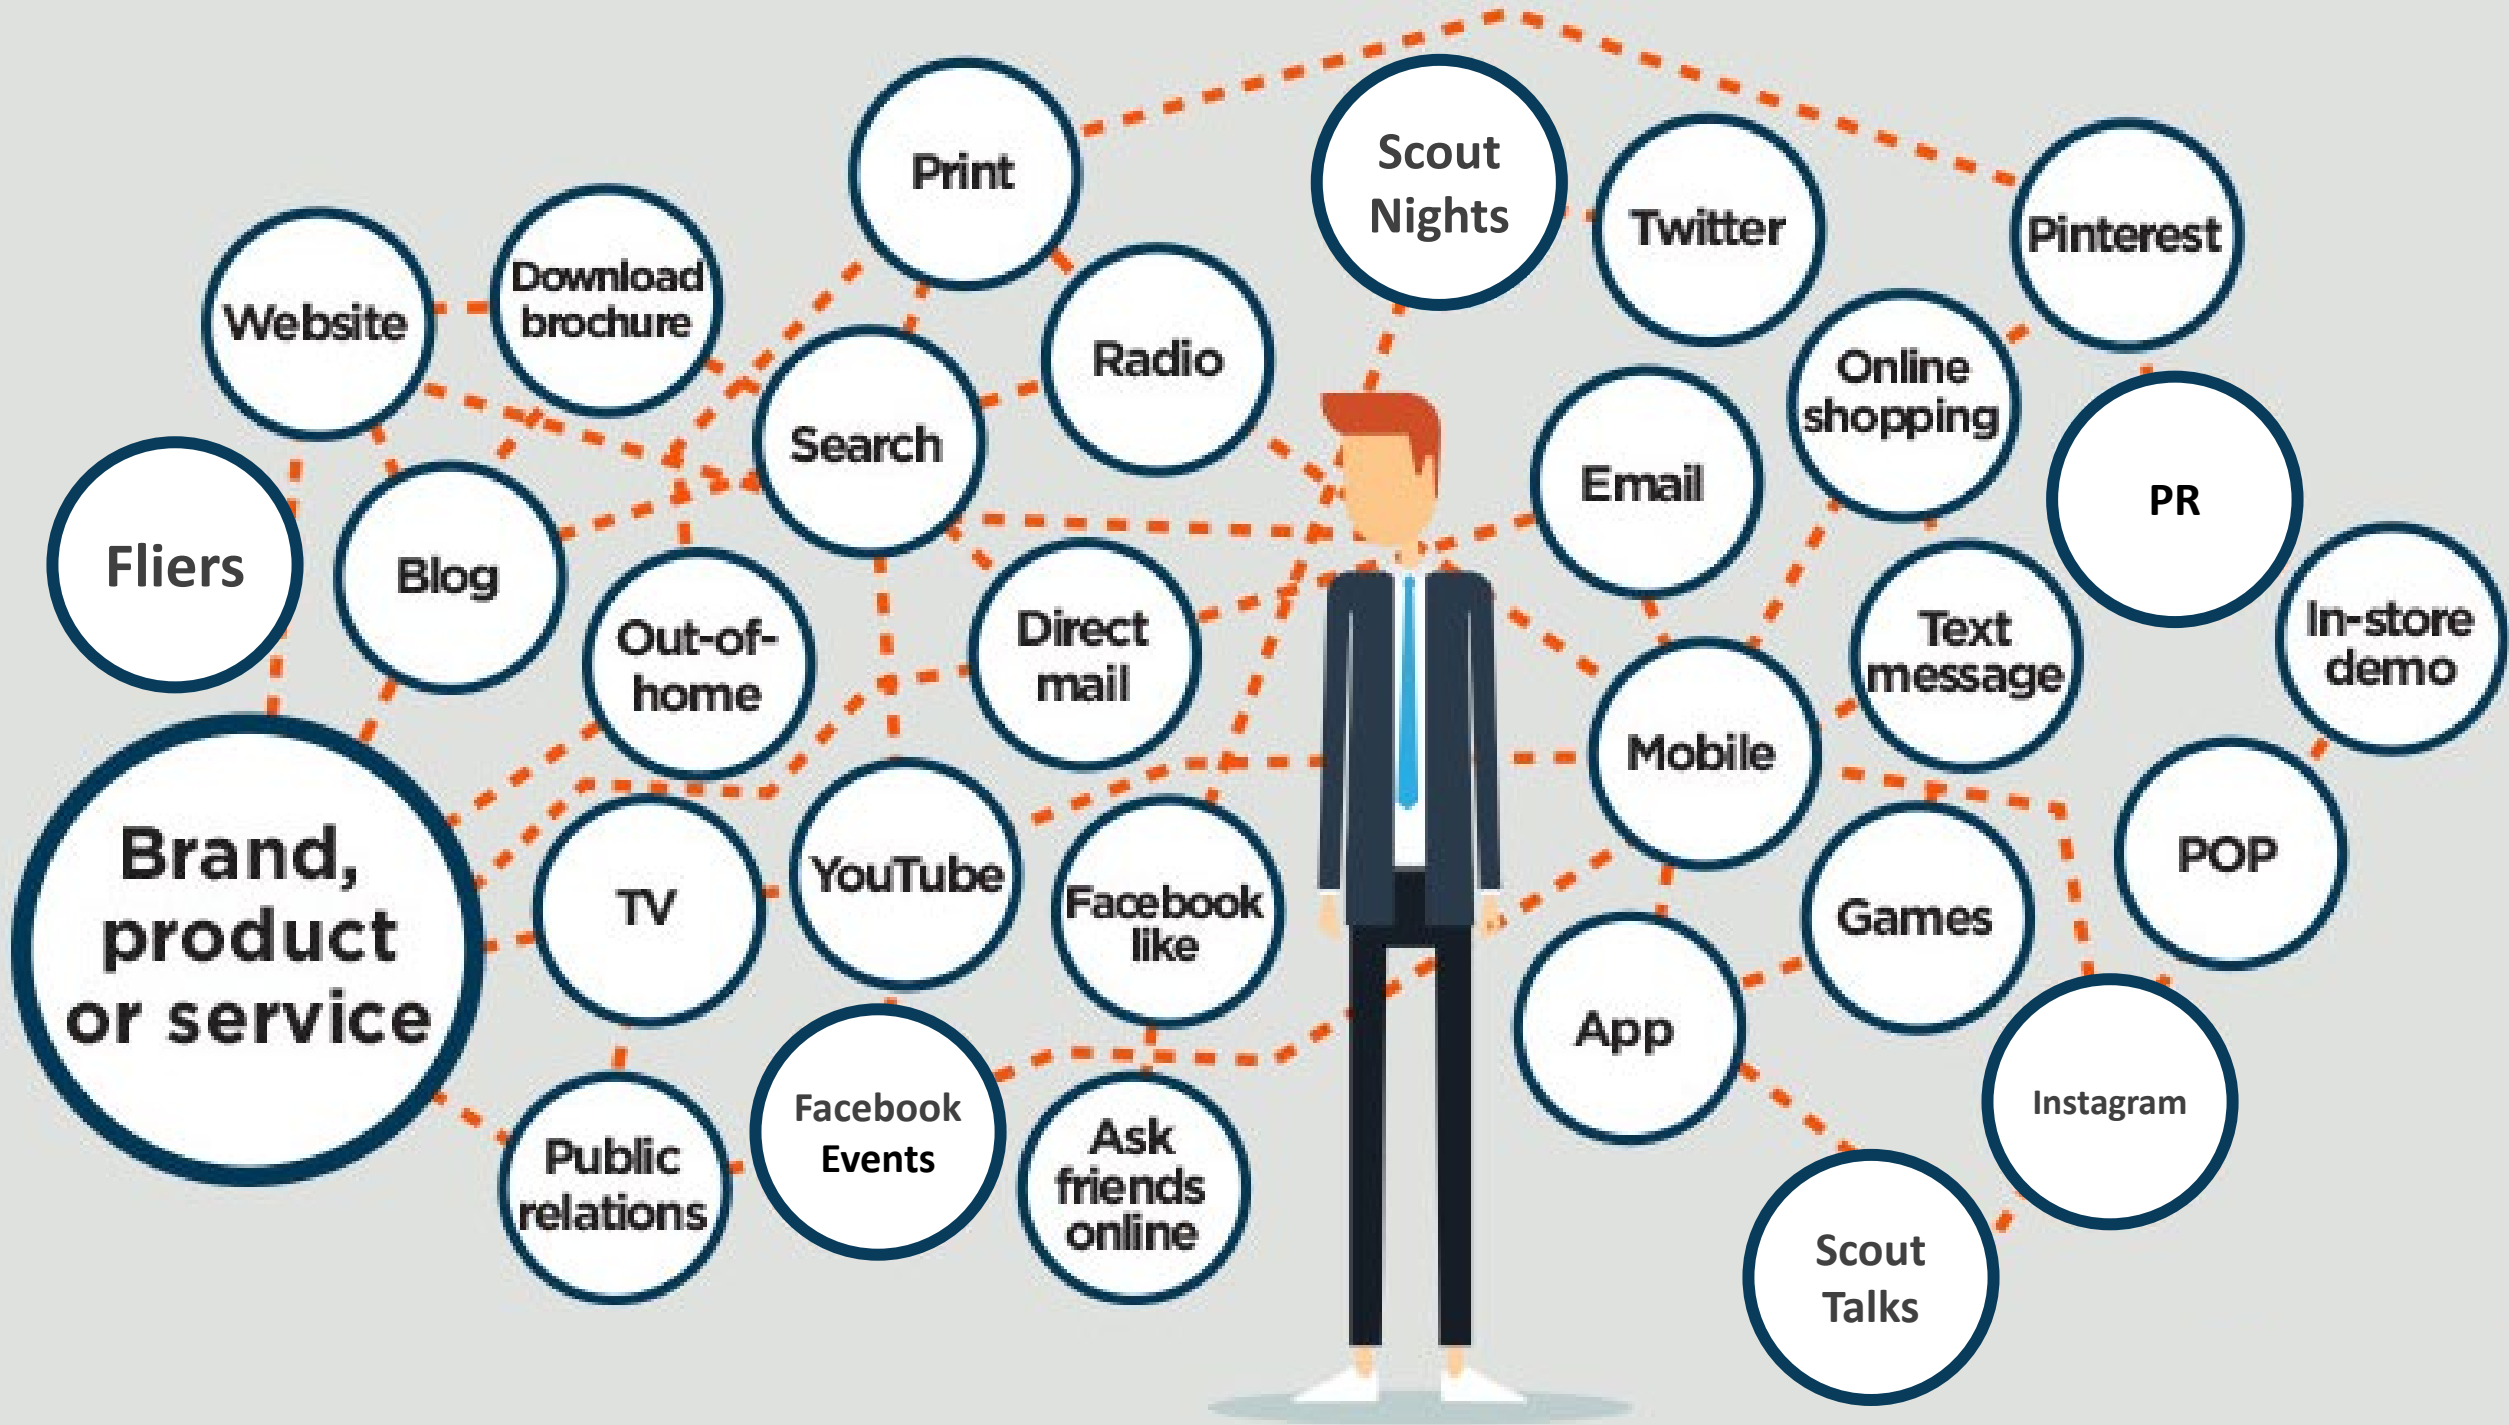 Print
Scout
Nights
Twitter
Pinterest
Website
Download
brochure
Radio
Search
Online
shopping
Email
PR
Fliers
Blog
Out-of-
home
Direct
mail
Text
message
In-store
demo
Mobile
POP
Brand,
product
or service
TV
YouTube
Facebook
like
Games
App
Instagram
Public
relations
Facebook
Events
Ask
friends
online
Scout
Talks